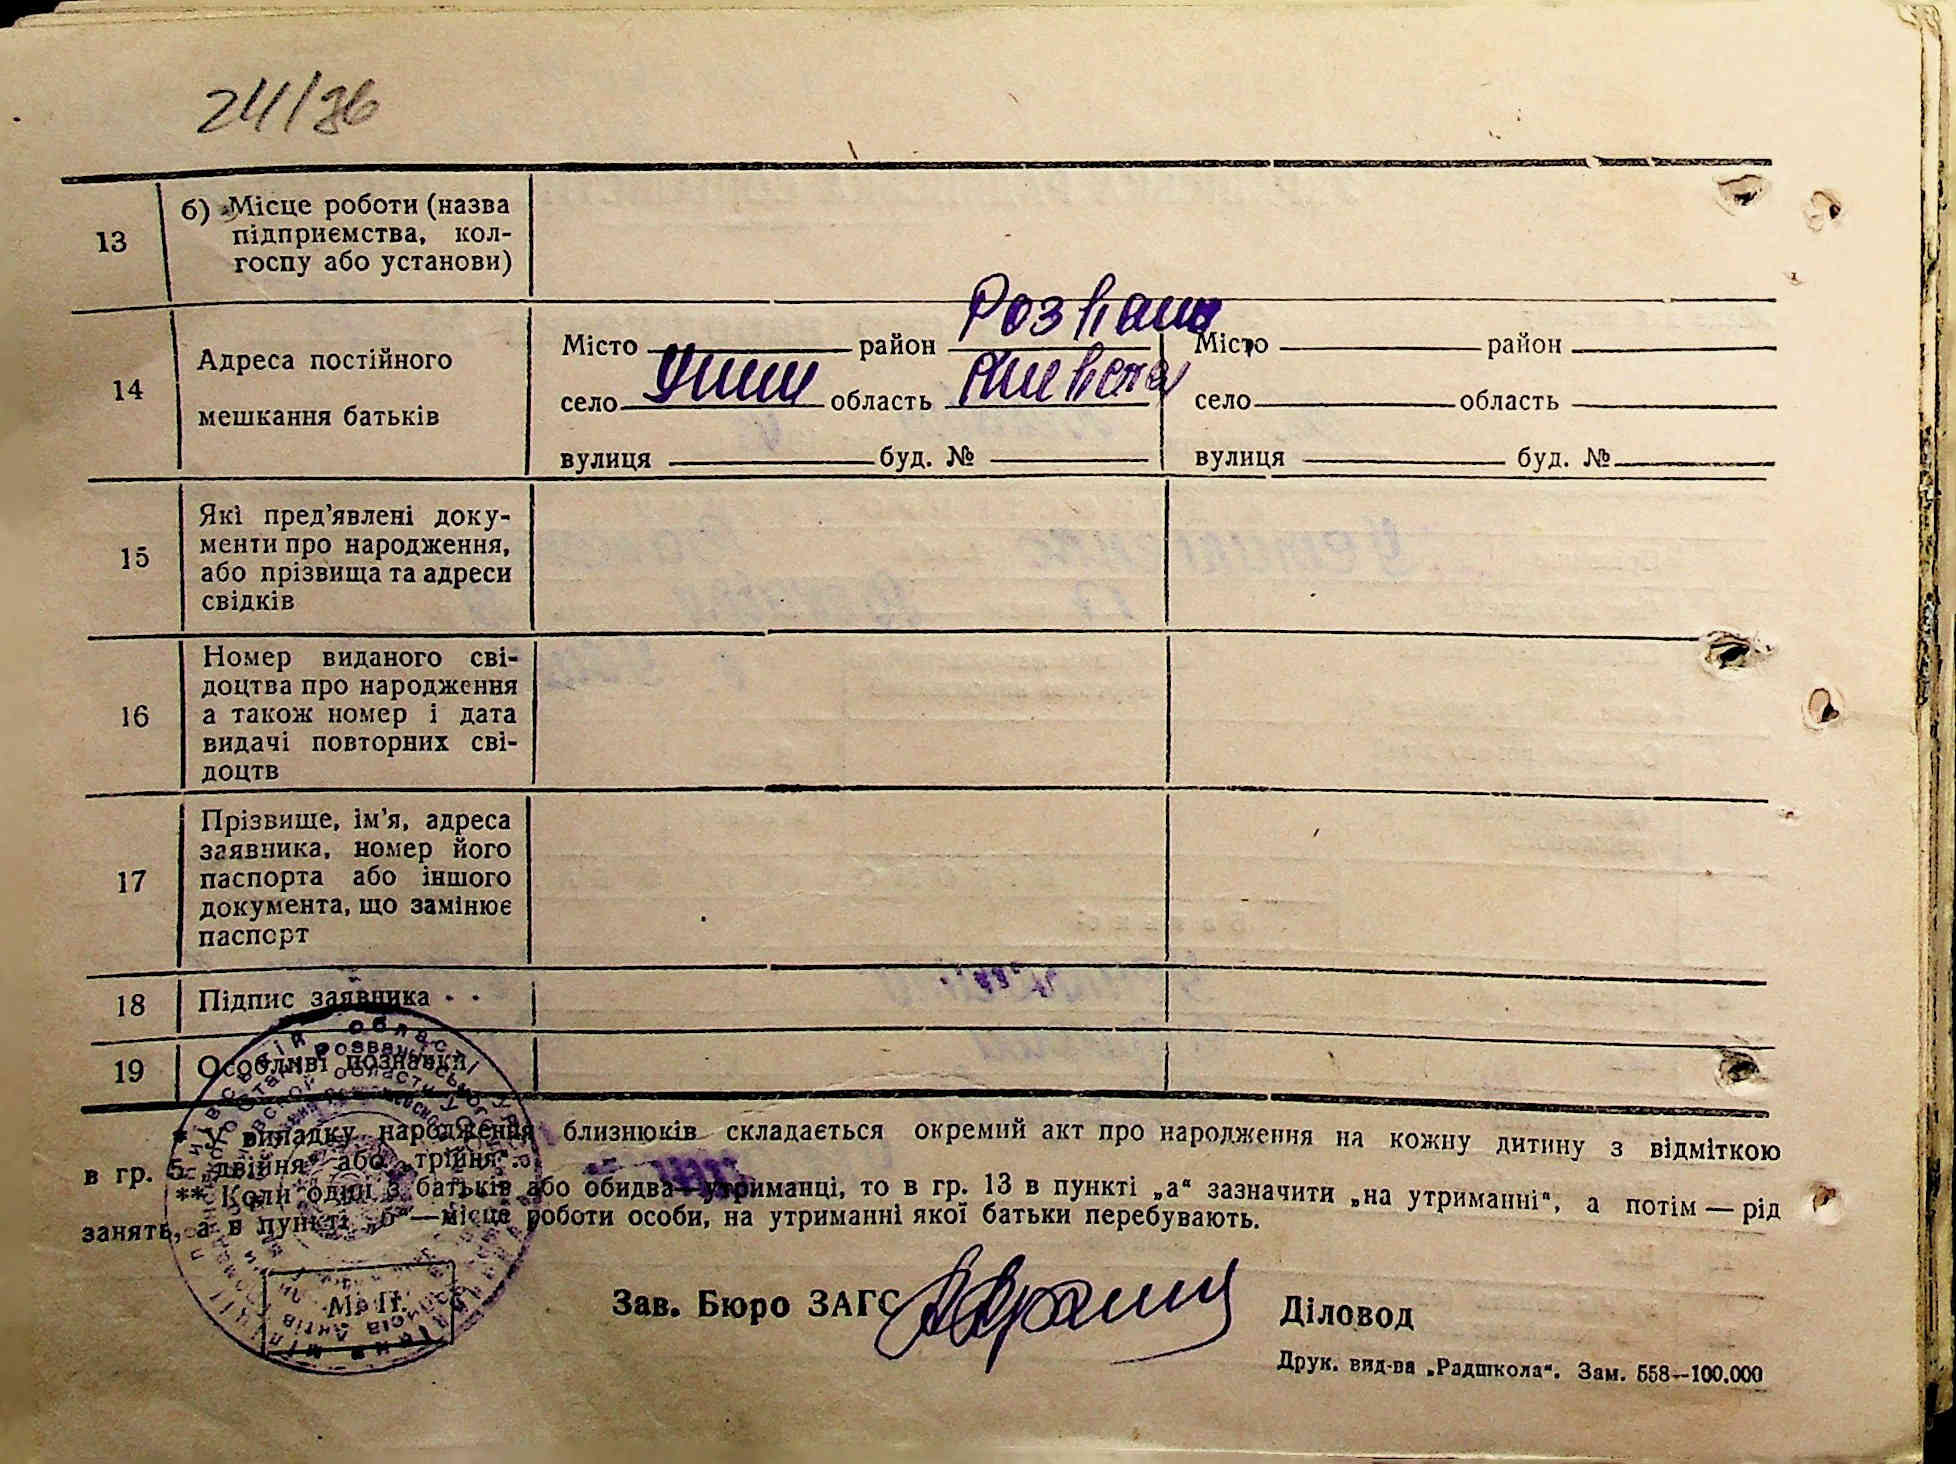 24/36
13
б) Місце роботи (назва
підприємства, кол-
госпу або установи)
14
Адреса постійного
мешкання батьків
Місто район Розваж
село область Київська
вулиця буд. №
Місто район
село область
вулиця буд. №
15
Які пред'явлені доку-
менти про народження,
або прізвища та адреси
свідків
16
Номер виданого сві-
доцтва про народження
а також номер і дата
видачі повторних сві-
доцтв
17
Прізвище, ім'я, адреса
заявника, номер його
паспорта або іншого
документа, що замінює
паспорт
18
Підпис заявника . .
19
Особливі познавки
* У випадку народження близнюків складається окремий акт про народження на кожну дитину з відміткою
в гр. 5 „двійня" або „трійня".
** Коли один з батьків або обидва—утриманці, то в гр. 13 в пункті „а" зазначити „на утриманні", а потім — рід
занять, а в пункті „б"—місце роботи особи, на утриманні якої батьки перебувають.
М. П.
Зав. Бюро ЗАГС
Діловод
Друк. вид-ва „Радшкола". Зам. 558—100.000